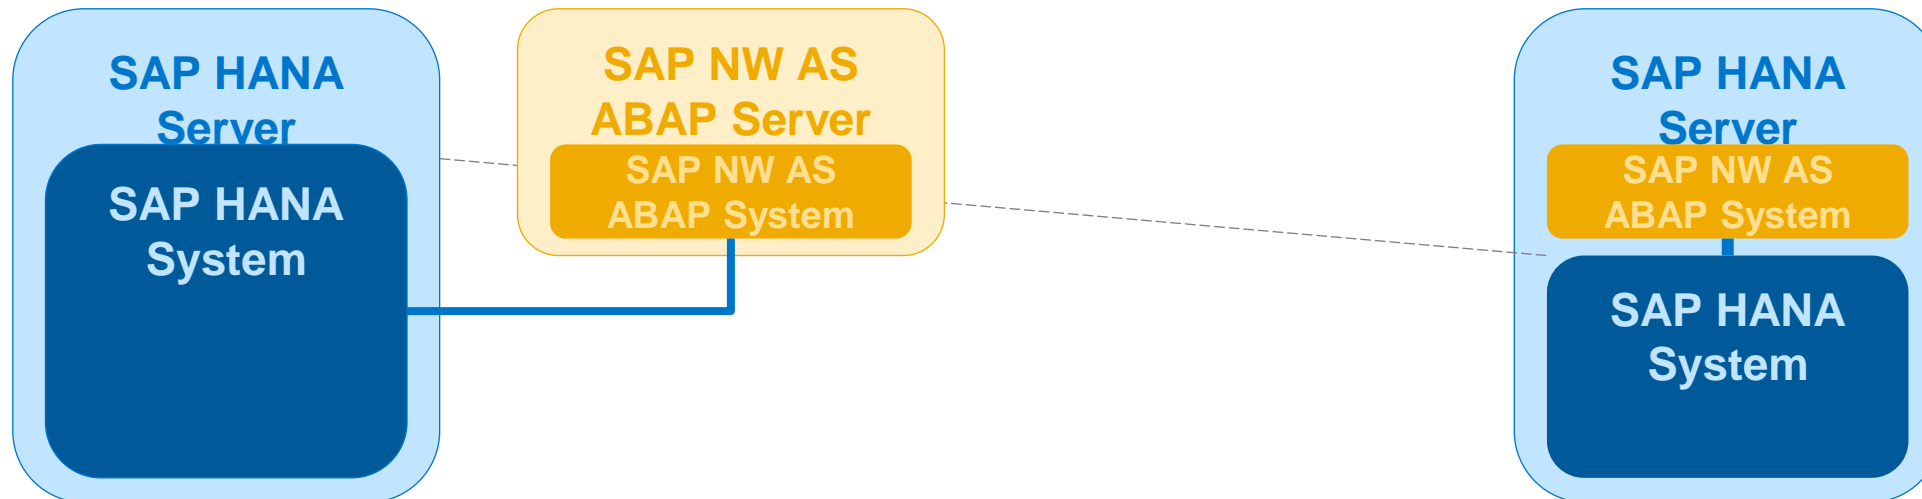 SAP HANA
Server
SAP HANA
System
SAP NW AS
ABAP Server
SAP NW AS
ABAP System
SAP HANA
Server
SAP NW AS
ABAP System
SAP HANA
System